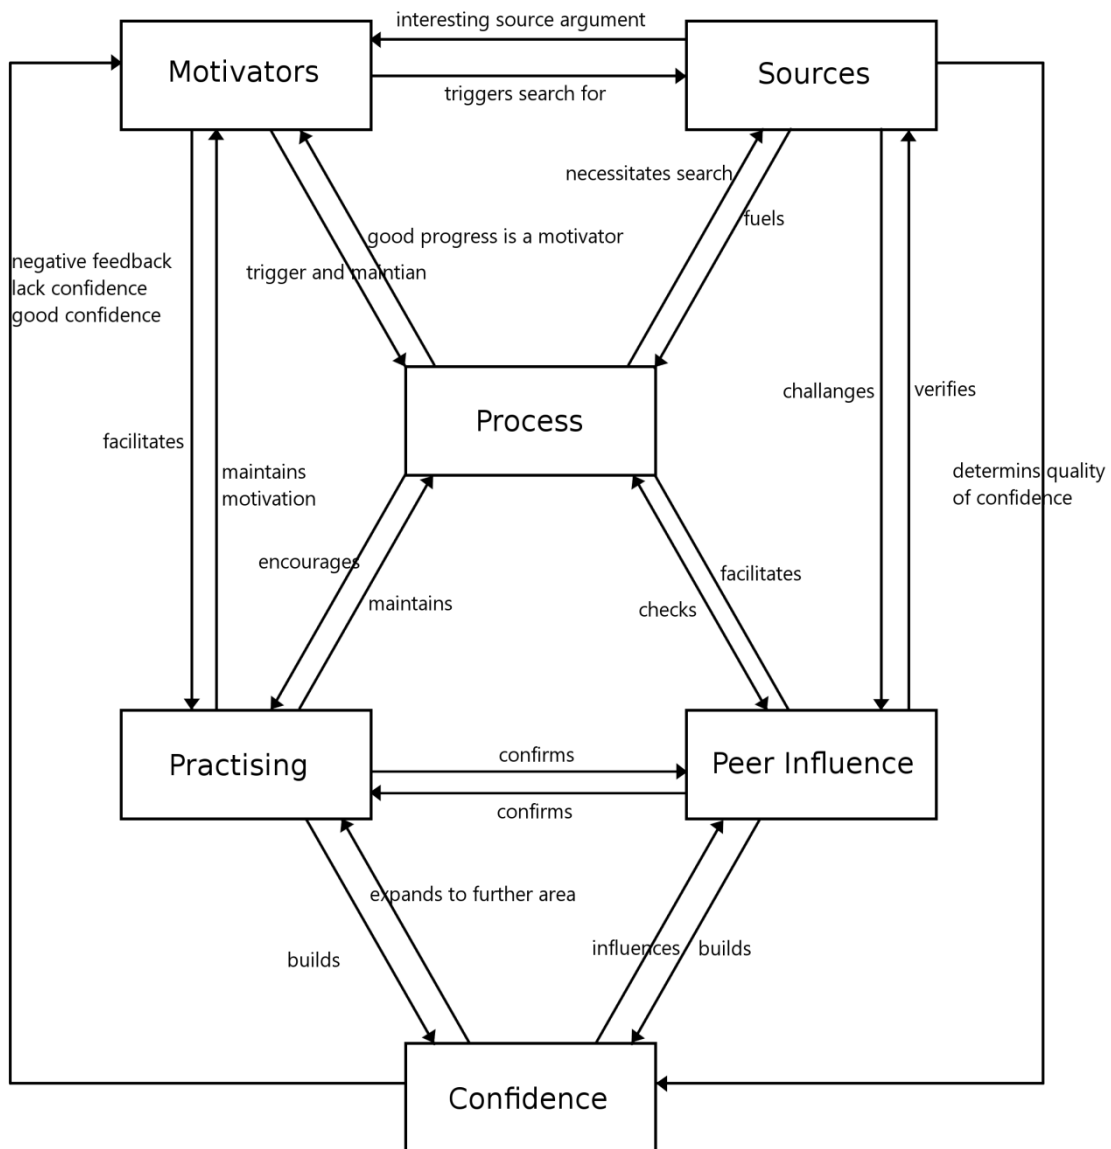 interesting source argument
Motivators
Sources
triggers search for
necessitates search
fuels
good progress is a motivator
trigger and maintian
negative feedback
lack confidence
good confidence
Process
challanges
verifies
facilitates
maintains
motivation
determins quality
of confidence
encourages
maintains
facilitates
checks
Practising
confirms
Peer Influence
confirms
expands to further area
builds
influences
builds
Confidence